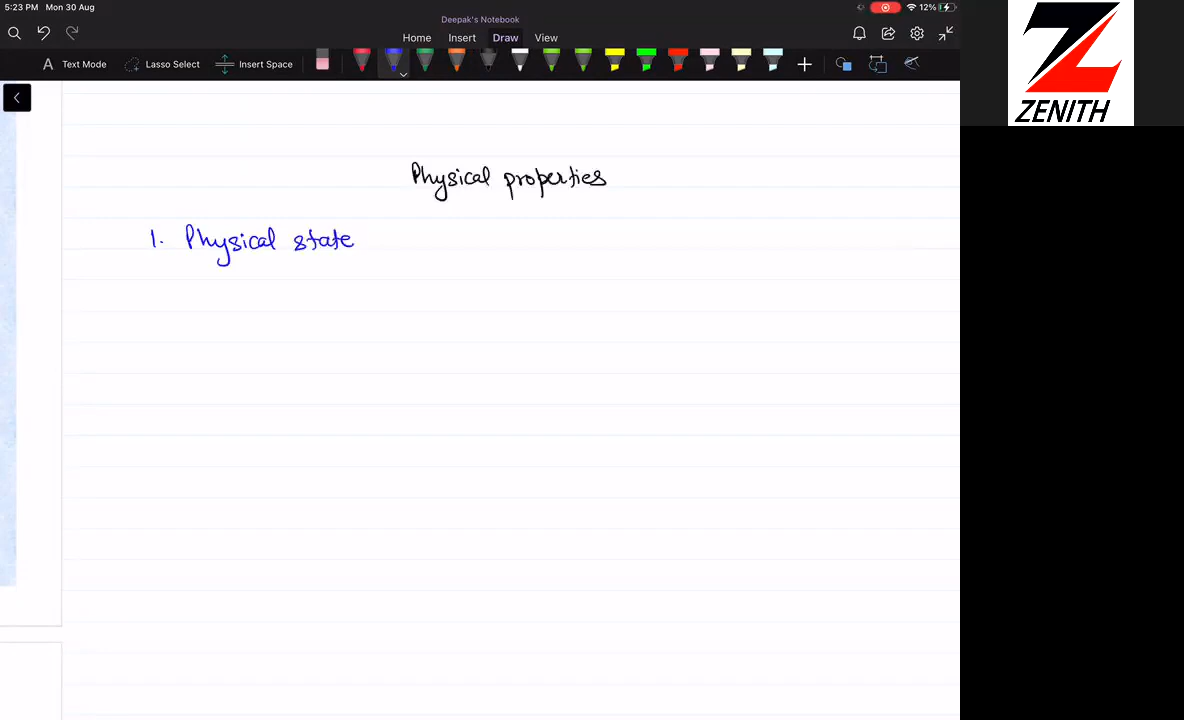 5:23 PM Mon 30 Aug
12%
Deepak's Notebook
Home Insert Draw View
A Text Mode Lasso Select Insert Space
ZENITH
Physical properties
1. Physical state